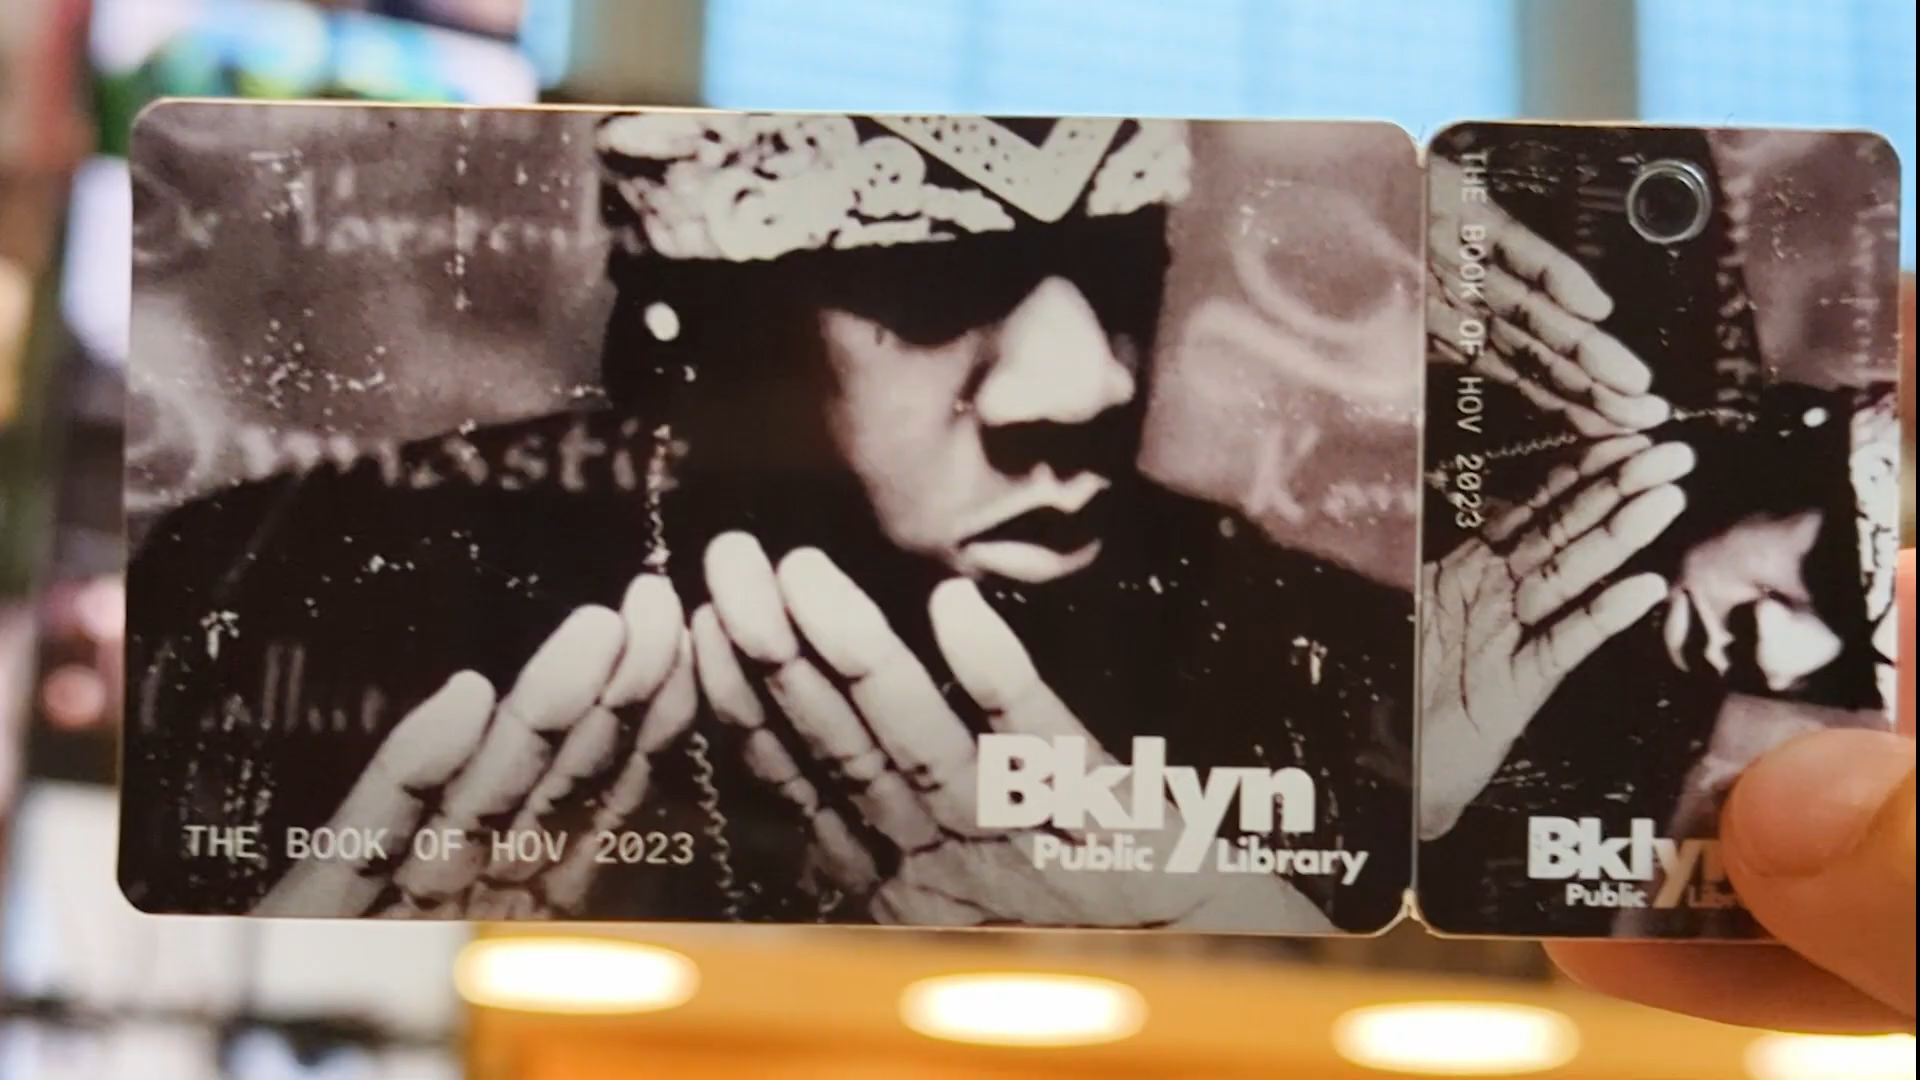 THE BOOK OF HOV 2023
Bklyn
Public Library
THE BOOK OF HOV 2023
Bkly
Public